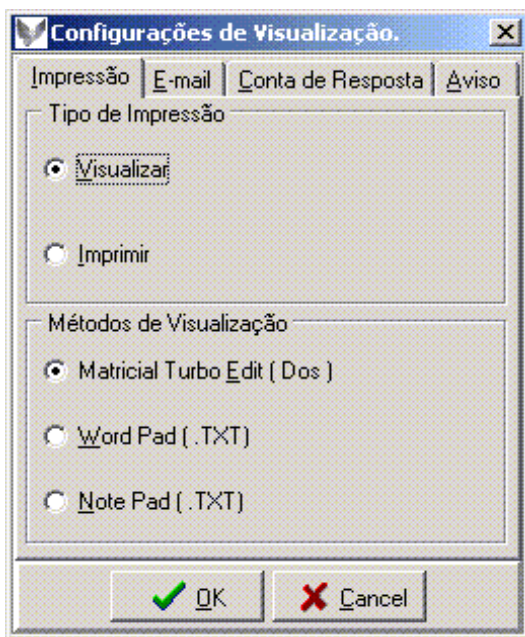 Configurações de Visualização.
Impressão E-mail Conta de Resposta Aviso
Tipo de Impressão
Visualizar
Imprimir
Métodos de Visualização
Matricial Turbo Edit ( Dos )
Word Pad ( .TXT)
Note Pad ( .TXT)
OK Cancel